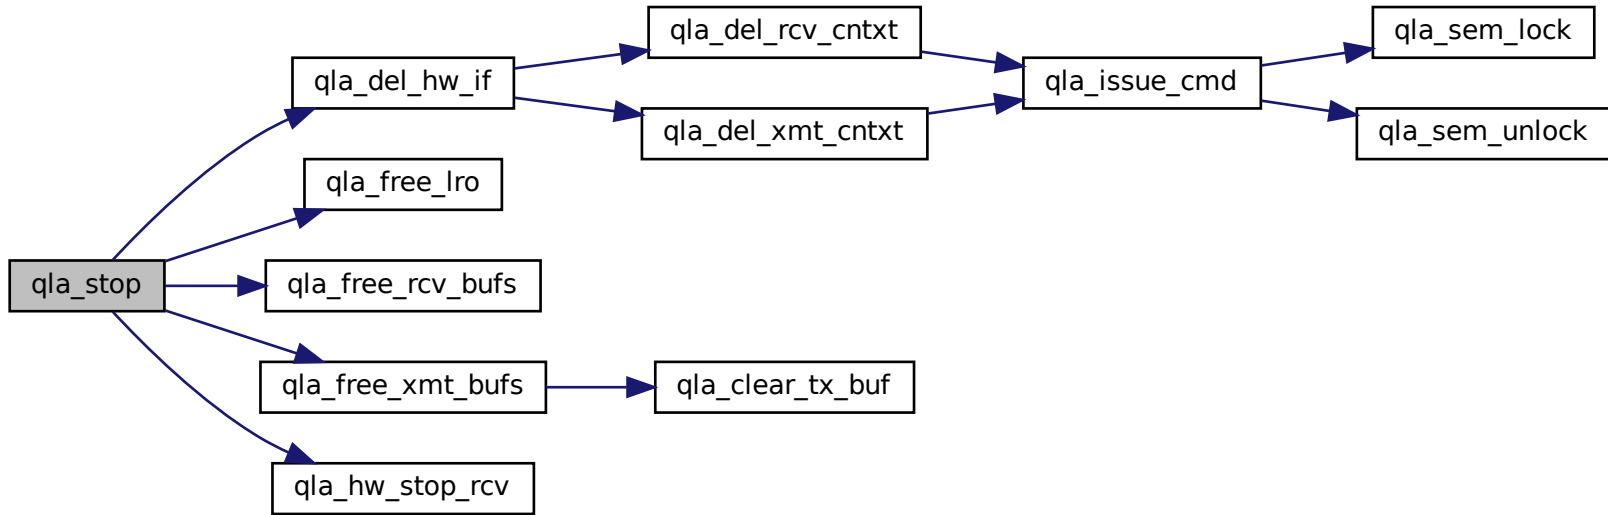 qla_stop
qla_del_hw_if
qla_free_lro
qla_free_rcv_bufs
qla_free_xmt_bufs
qla_hw_stop_rcv
qla_del_rcv_cntxt
qla_del_xmt_cntxt
qla_clear_tx_buf
qla_issue_cmd
qla_sem_lock
qla_sem_unlock